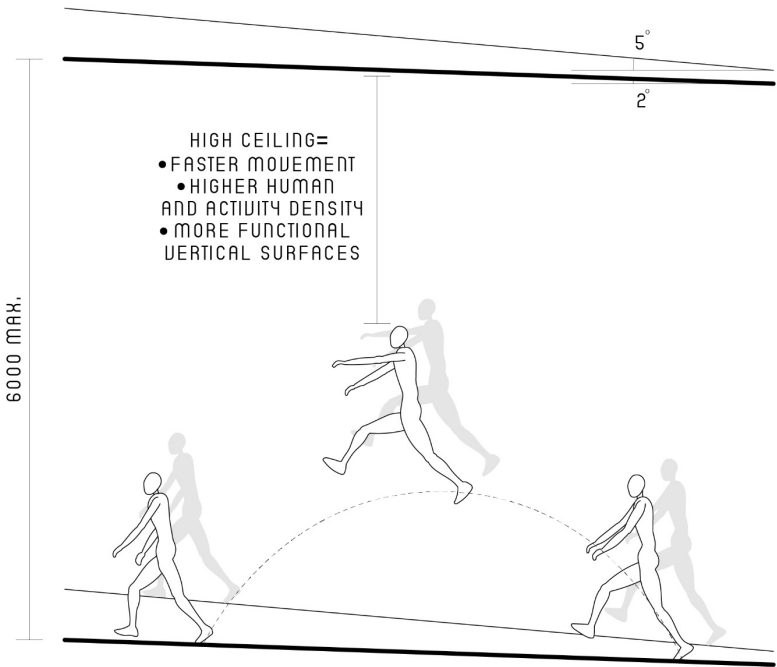 5°
2°
HIGH CEILING=
•FASTER MOVEMENT
•HIGHER HUMAN
AND ACTIVITY DENSITY
•MORE FUNCTIONAL
VERTICAL SURFACES
6000 MAX.